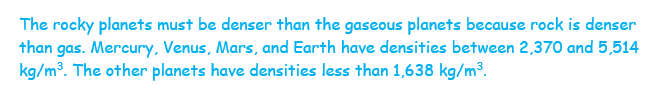 The rocky planets must be denser than the gaseous planets because rock is denser
than gas. Mercury, Venus, Mars, and Earth have densities between 2,370 and 5,514
kg/m³. The other planets have densities less than 1,638 kg/m³.